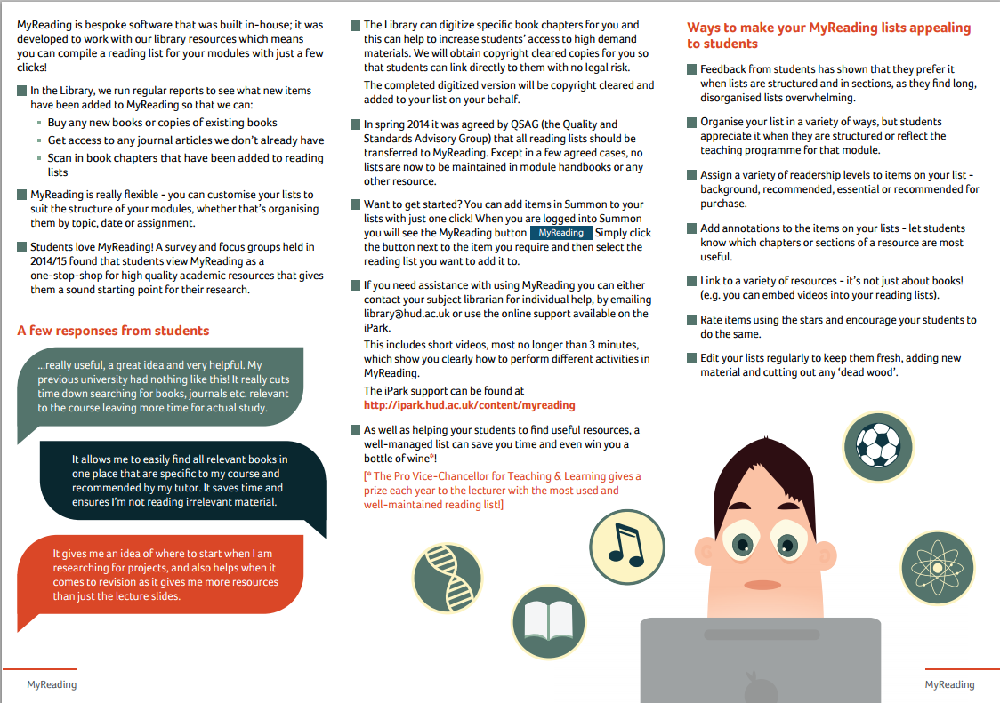 MyReading is bespoke software that was built in-house; it was
developed to work with our library resources which means
you can compile a reading list for your modules with just a few
clicks!
In the Library, we run regular reports to see what new items
have been added to MyReading so that we can:
Buy any new books or copies of existing books
Get access to any journal articles we don't already have
Scan in book chapters that have been added to reading
lists
MyReading is really flexible - you can customise your lists to
suit the structure of your modules, whether that's organising
them by topic, date or assignment.
Students love MyReading! A survey and focus groups held in
2014/15 found that students view MyReading as a
one-stop-shop for high quality academic resources that gives
them a sound starting point for their research.
A few responses from students
...really useful, a great idea and very helpful. My
previous university had nothing like this! It really cuts
time down searching for books, journals etc. relevant
to the course leaving more time for actual study.
It allows me to easily find all relevant books in
one place that are specific to my course and
recommended by my tutor. It saves time and
ensures I'm not reading irrelevant material.
It gives me an idea of where to start when I am
researching for projects, and also helps when it
comes to revision as it gives me more resources
than just the lecture slides.
MyReading
The Library can digitize specific book chapters for you and
this can help to increase students' access to high demand
materials. We will obtain copyright cleared copies for you so
that students can link directly to them with no legal risk.
The completed digitized version will be copyright cleared and
added to your list on your behalf.
In spring 2014 it was agreed by QSAG (the Quality and
Standards Advisory Group) that all reading lists should be
transferred to MyReading. Except in a few agreed cases, no
lists are now to be maintained in module handbooks or any
other resource.
Want to get started? You can add items in Summon to your
lists with just one click! When you are logged into Summon
you will see the MyReading button MyReading Simply click
the button next to the item you require and then select the
reading list you want to add it to.
If you need assistance with using MyReading you can either
contact your subject librarian for individual help, by emailing
library@hud.ac.uk or use the online support available on the
iPark.
This includes short videos, most no longer than 3 minutes,
which show you clearly how to perform different activities in
MyReading.
The iPark support can be found at
http://ipark.hud.ac.uk/content/myreading
As well as helping your students to find useful resources, a
well-managed list can save you time and even win you a
bottle of wine*!
[* The Pro Vice-Chancellor for Teaching & Learning gives a
prize each year to the lecturer with the most used and
well-maintained reading list!]
Ways to make your MyReading lists appealing
to students
Feedback from students has shown that they prefer it
when lists are structured and in sections, as they find long,
disorganised lists overwhelming.
Organise your list in a variety of ways, but students
appreciate it when they are structured or reflect the
teaching programme for that module.
Assign a variety of readership levels to items on your list -
background, recommended, essential or recommended for
purchase.
Add annotations to the items on your lists - let students
know which chapters or sections of a resource are most
useful.
Link to a variety of resources - it's not just about books!
(e.g. you can embed videos into your reading lists).
Rate items using the stars and encourage your students to
do the same.
Edit your lists regularly to keep them fresh, adding new
material and cutting out any 'dead wood'.
MyReading